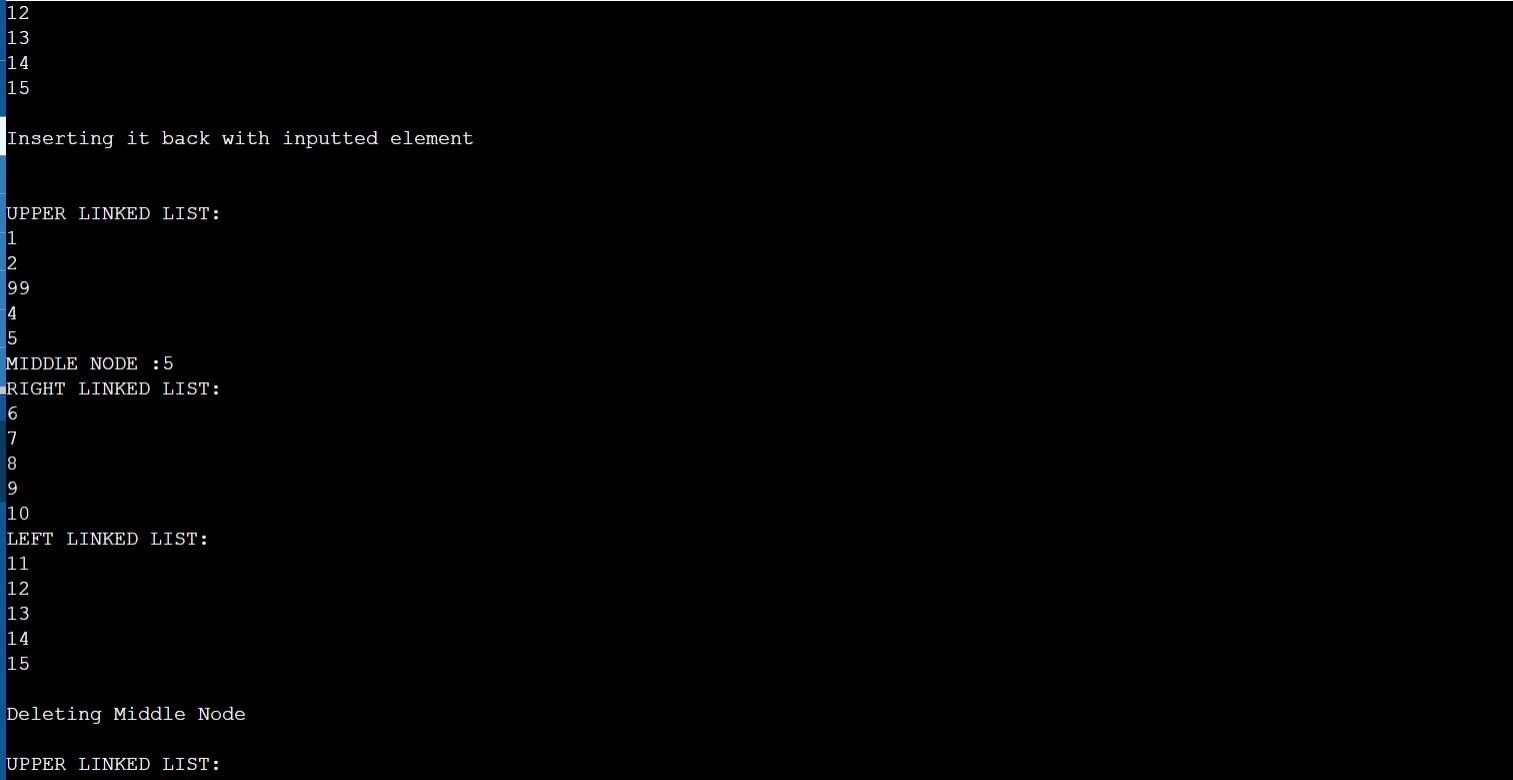 12
13
14
15
Inserting it back with inputted element
UPPER LINKED LIST:
1
2
99
4
5
MIDDLE NODE :5
RIGHT LINKED LIST:
6
7
8
9
10
LEFT LINKED LIST:
11
12
13
14
15
Deleting Middle Node
UPPER LINKED LIST: